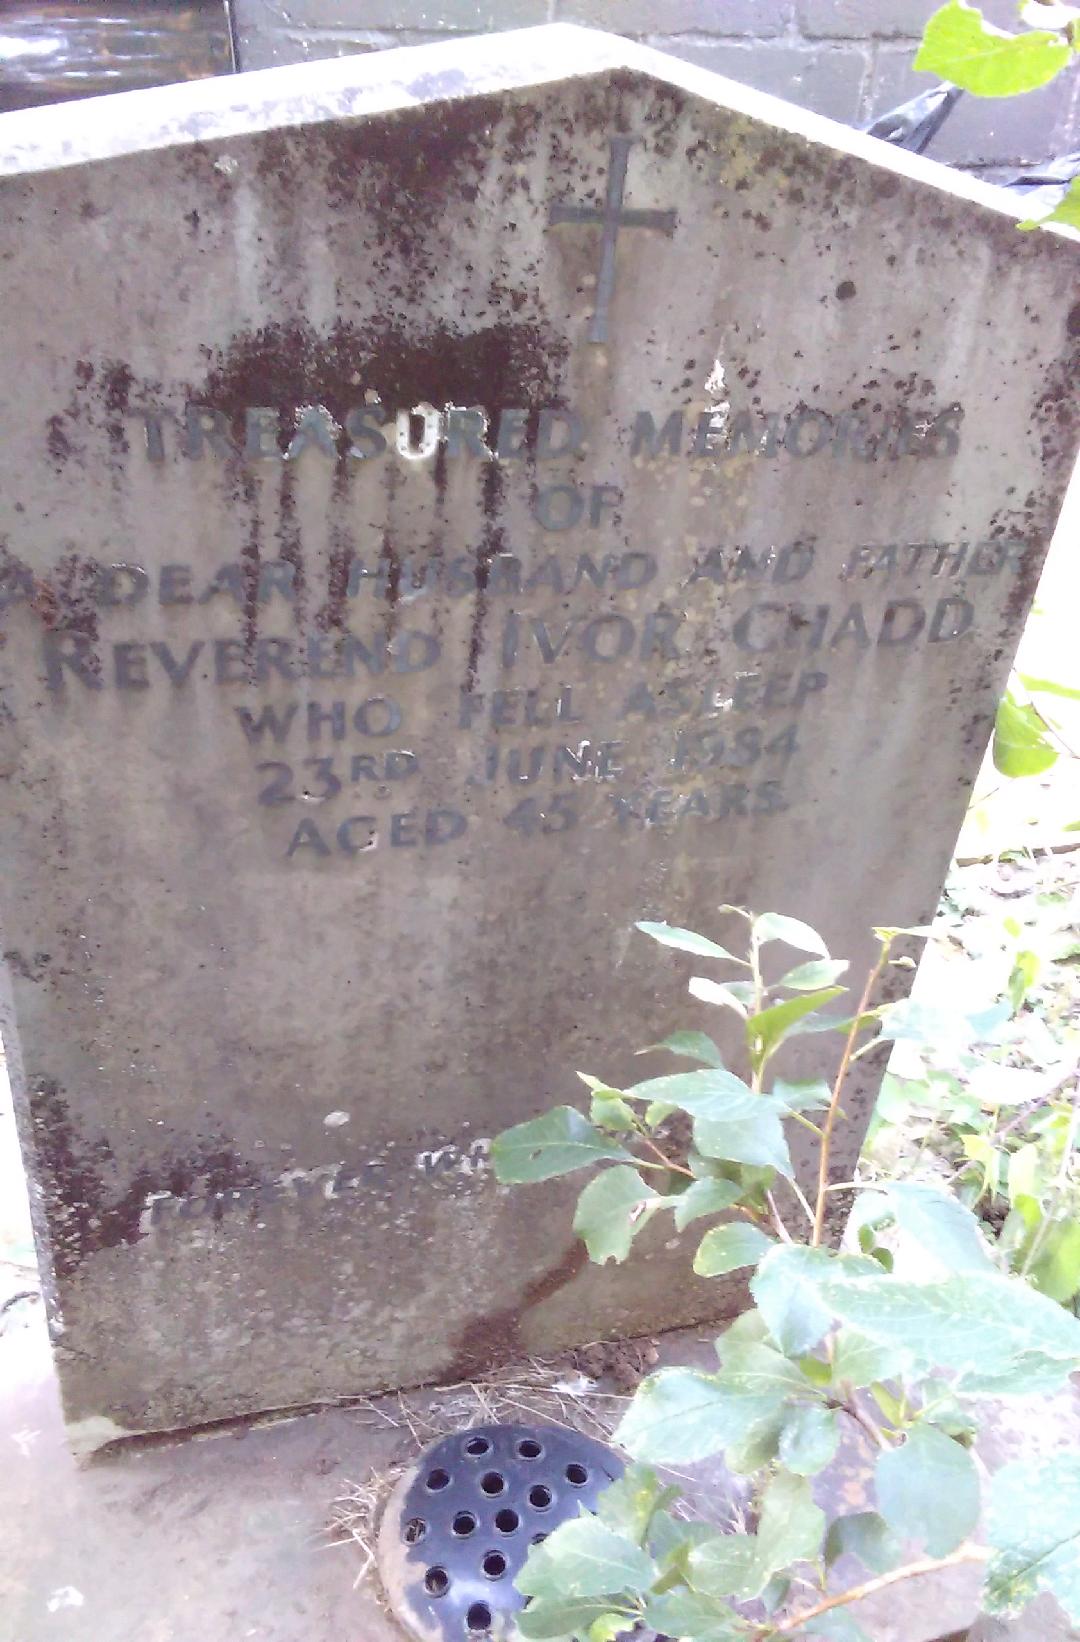 TREASURED MEMORIES
OF
A DEAR HUSBAND AND FATHER
REVEREND IVOR CHADD
WHO FELL ASLEEP
23RD JUNE 1984
AGED 45 YEARS.
FOREVER